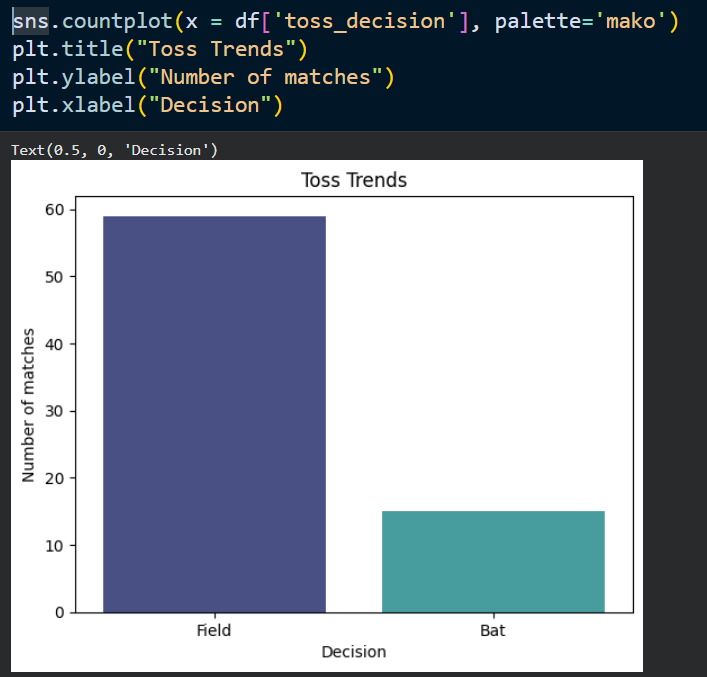 sns.countplot(x = df['toss_decision'], palette='mako')
plt.title("Toss Trends")
plt.ylabel("Number of matches")
plt.xlabel("Decision")
Text(0.5, 0, 'Decision')
Toss Trends
60
50
40
30
20
10
0
Number of matches
Field
Bat
Decision